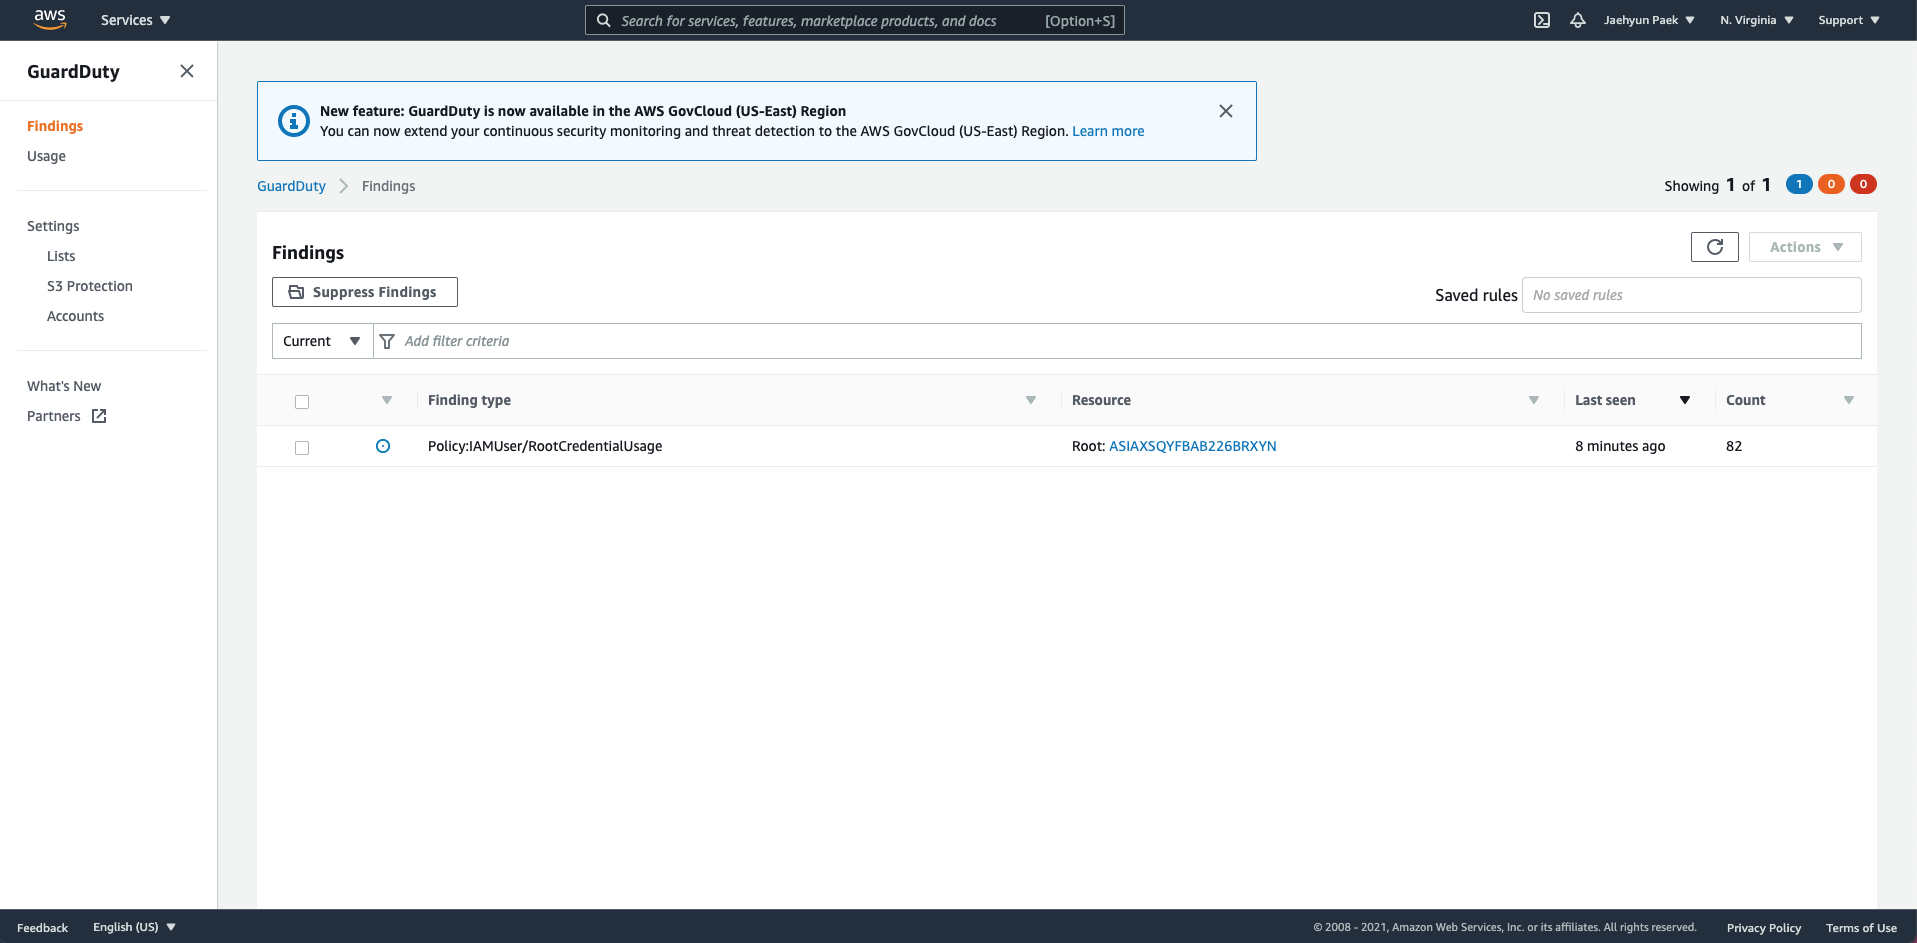 aws Services Search for services, features, marketplace products, and docs [Option+S] Jaehyun Paek N. Virginia Support
GuardDuty
Findings
Usage
Settings
Lists
S3 Protection
Accounts
What's New
Partners
New feature: GuardDuty is now available in the AWS GovCloud (US-East) Region
You can now extend your continuous security monitoring and threat detection to the AWS GovCloud (US-East) Region. Learn more
GuardDuty Findings Showing 1 of 1 1 0 0
Findings Actions
Suppress Findings Saved rules No saved rules
Current Add filter criteria
Finding type Resource Last seen Count
Policy:IAMUser/RootCredentialUsage Root: ASIAXSQYFBAB226BRXYN 8 minutes ago 82
Feedback English (US) © 2008 - 2021, Amazon Web Services, Inc. or its affiliates. All rights reserved. Privacy Policy Terms of Use